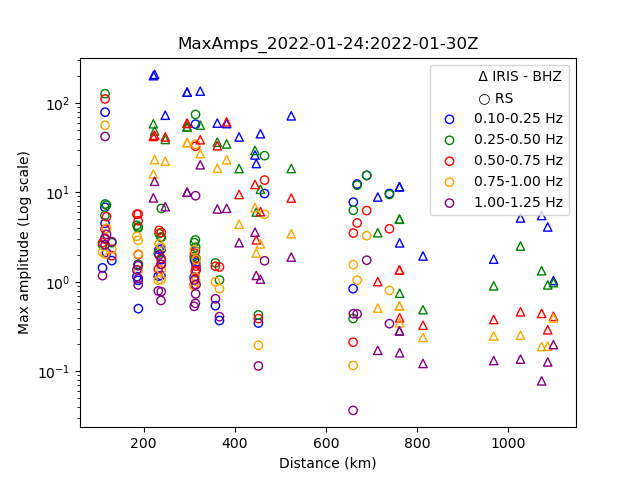 MaxAmps_2022-01-24:2022-01-30Z
Δ IRIS - BHZ
○ RS
0.10-0.25 Hz
0.25-0.50 Hz
0.50-0.75 Hz
0.75-1.00 Hz
1.00-1.25 Hz
Max amplitude (Log scale)
10²
10¹
10⁰
10⁻¹
200 400 600 800 1000
Distance (km)